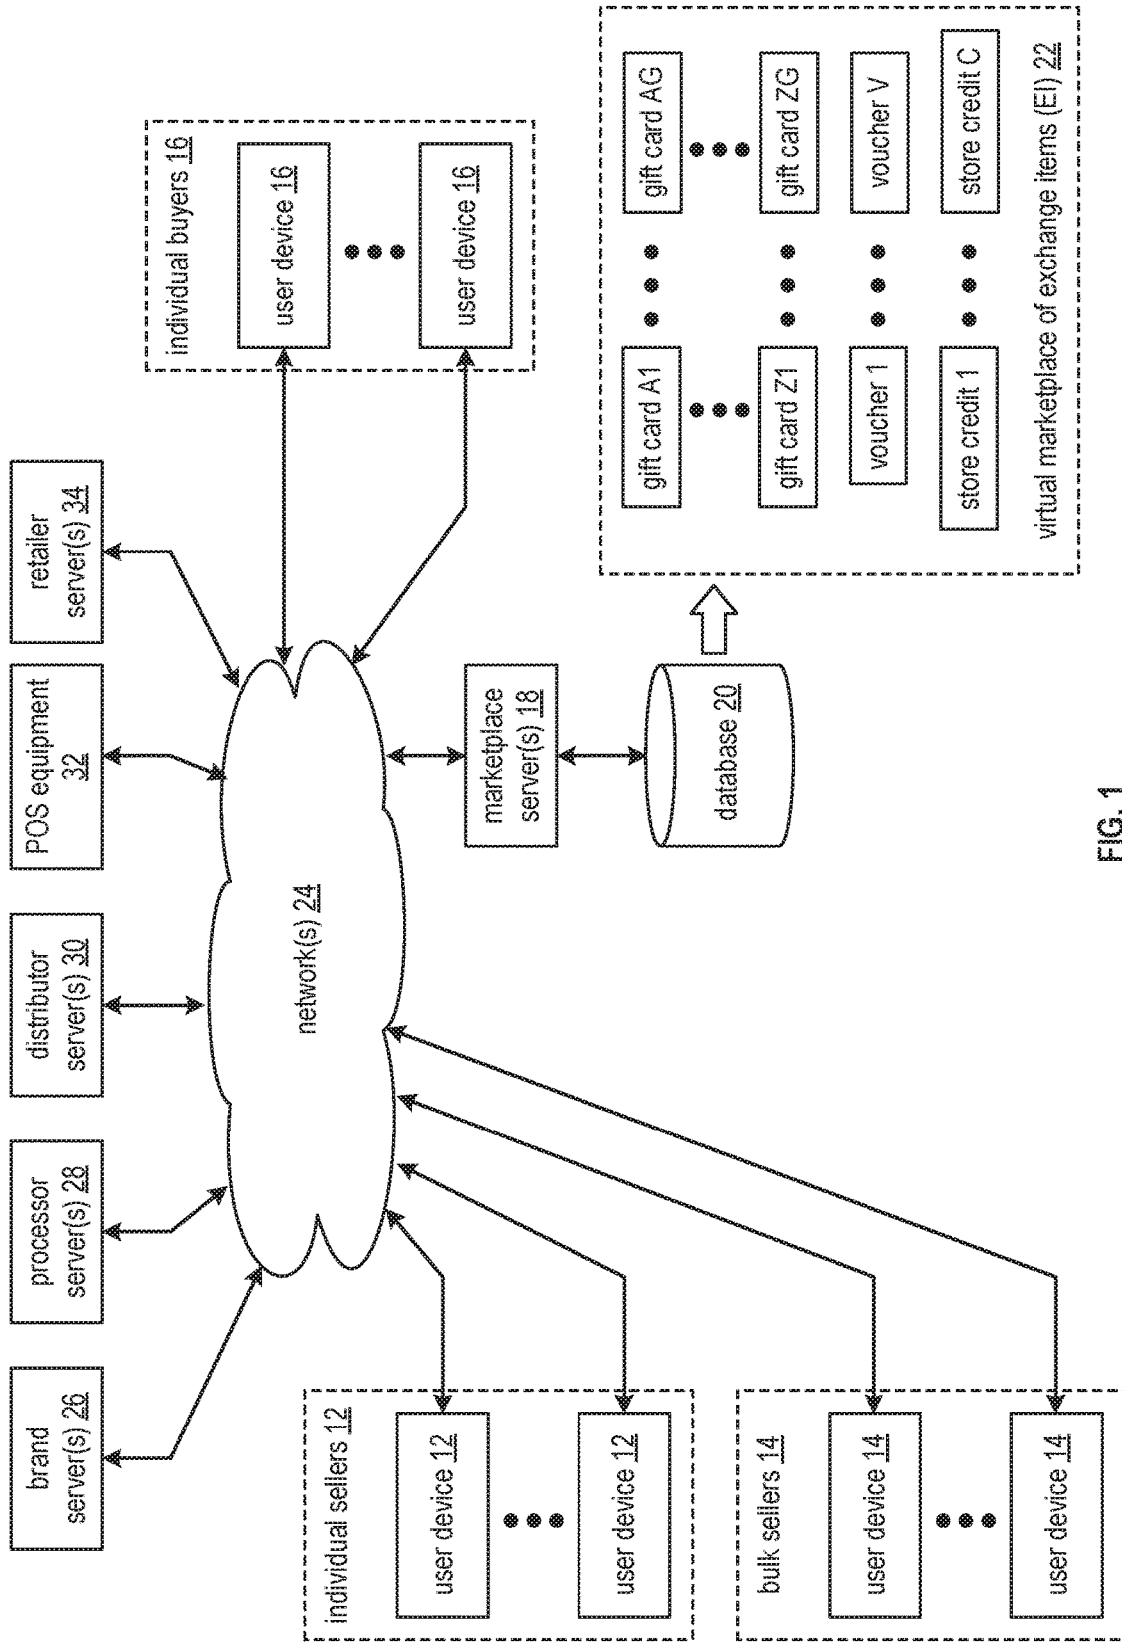 brand
server(s) 26
processor
server(s) 28
distributor
server(s) 30
POS equipment
32
retailer
server(s) 34
individual sellers 12
user device 12
user device 12
bulk sellers 14
user device 14
user device 14
network(s) 24
individual buyers 16
user device 16
user device 16
marketplace
server(s) 18
database 20
gift card A1
gift card AG
gift card Z1
gift card ZG
voucher 1
voucher V
store credit 1
store credit C
virtual marketplace of exchange items (EI) 22
FIG. 1